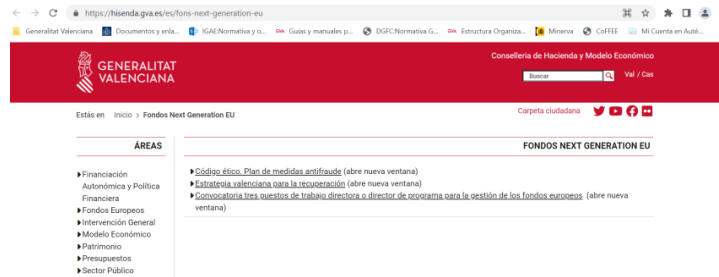 https://hisenda.gva.es/es/fons-next-generation-eu
Generalitat Valenciana
Documentos y enla...
IGAE:Normativa y o...
GVA Guías y manuales p...
DGFC:Normativa G...
GVA Estructura Organiza...
Minerva
CoFFEE
Mi Cuenta en Auté...
GENERALITAT
VALENCIANA
Conselleria de Hacienda y Modelo Económico
Buscar
Val / Cas
Estás en Inicio > Fondos Next Generation EU
Carpeta ciudadana
ÁREAS
FONDOS NEXT GENERATION EU
Financiación
Autonómica y Política
Financiera
Fondos Europeos
Intervención General
Modelo Económico
Patrimonio
Presupuestos
Sector Público
Código ético. Plan de medidas antifraude (abre nueva ventana)
Estrategia valenciana para la recuperación (abre nueva ventana)
Convocatoria tres puestos de trabajo directora o director de programa para la gestión de los fondos europeos (abre nueva
ventana)